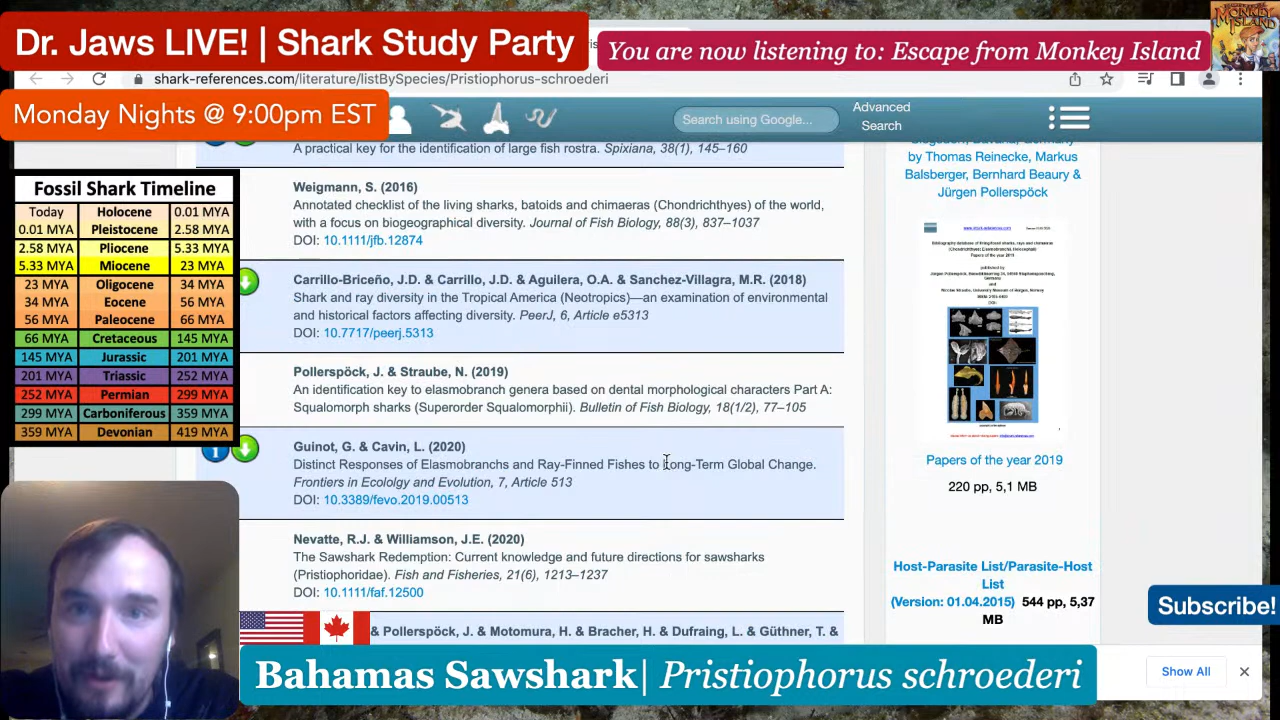 Dr. Jaws LIVE! | Shark Study Party
You are now listening to: Escape from Monkey Island
MONKEY
ISLAND
shark-references.com/literature/listBySpecies/Pristiophorus-schroederi
Monday Nights @ 9:00pm EST
Search using Google...
Advanced
Search
A practical key for the identification of large fish rostra. Spixiana, 38(1), 145–160
Weigmann, S. (2016)
Annotated checklist of the living sharks, batoids and chimaeras (Chondrichthyes) of the world,
with a focus on biogeographical diversity. Journal of Fish Biology, 88(3), 837–1037
DOI: 10.1111/jfb.12874
Carrillo-Briceño, J.D. & Carrillo, J.D. & Aguilera, O.A. & Sanchez-Villagra, M.R. (2018)
Shark and ray diversity in the Tropical America (Neotropics)—an examination of environmental
and historical factors affecting diversity. PeerJ, 6, Article e5313
DOI: 10.7717/peerj.5313
Pollerspöck, J. & Straube, N. (2019)
An identification key to elasmobranch genera based on dental morphological characters Part A:
Squalomorph sharks (Superorder Squalomorphii). Bulletin of Fish Biology, 18(1/2), 77–105
Guinot, G. & Cavin, L. (2020)
Distinct Responses of Elasmobranchs and Ray-Finned Fishes to Long-Term Global Change.
Frontiers in Ecology and Evolution, 7, Article 513
DOI: 10.3389/fevo.2019.00513
Nevatte, R.J. & Williamson, J.E. (2020)
The Sawshark Redemption: Current knowledge and future directions for sawsharks
(Pristiophoridae). Fish and Fisheries, 21(6), 1213–1237
DOI: 10.1111/faf.12500
& Pollerspöck, J. & Motomura, H. & Bracher, H. & Dufraing, L. & Güthner, T. &
by Thomas Reinecke, Markus
Balsberger, Bernhard Beaury &
Jürgen Pollerspöck
Papers of the year 2019
220 pp, 5,1 MB
Host-Parasite List/Parasite-Host
List
(Version: 01.04.2015) 544 pp, 5,37
MB
Fossil Shark Timeline
Today Holocene 0.01 MYA
0.01 MYA Pleistocene 2.58 MYA
2.58 MYA Pliocene 5.33 MYA
5.33 MYA Miocene 23 MYA
23 MYA Oligocene 34 MYA
34 MYA Eocene 56 MYA
56 MYA Paleocene 66 MYA
66 MYA Cretaceous 145 MYA
145 MYA Jurassic 201 MYA
201 MYA Triassic 252 MYA
252 MYA Permian 299 MYA
299 MYA Carboniferous 359 MYA
359 MYA Devonian 419 MYA
Subscribe!
Show All
Bahamas Sawshark | Pristiophorus schroederi